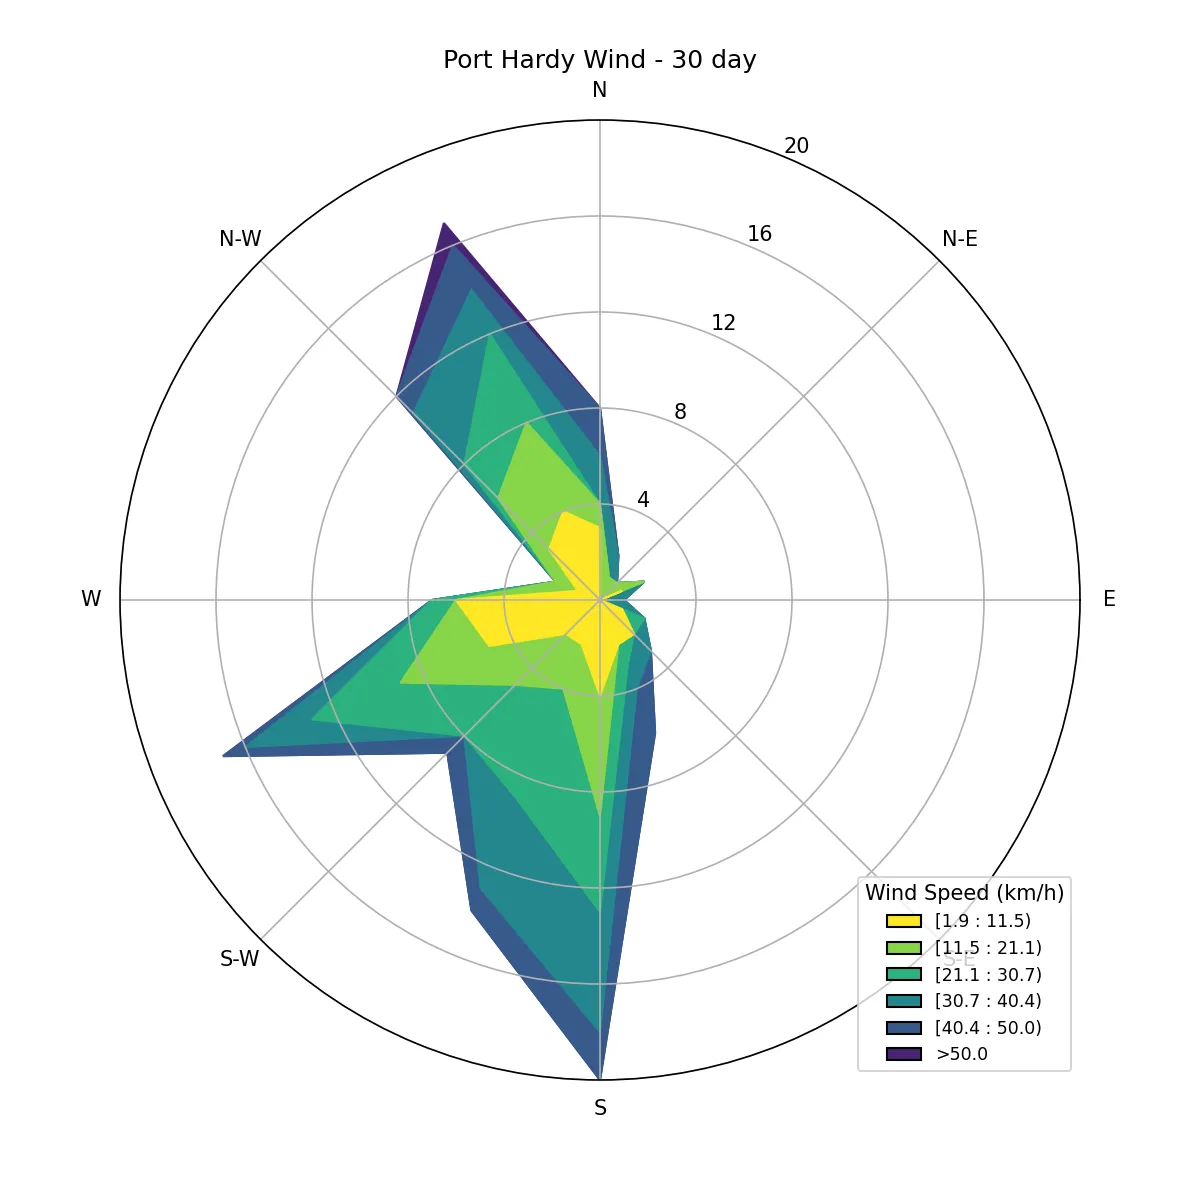 Port Hardy Wind - 30 day
N
20
N-W
N-E
16
12
8
4
W
E
Wind Speed (km/h)
[1.9 : 11.5)
[11.5 : 21.1)
S-W
S-E
[21.1 : 30.7)
[30.7 : 40.4)
[40.4 : 50.0)
>50.0
S